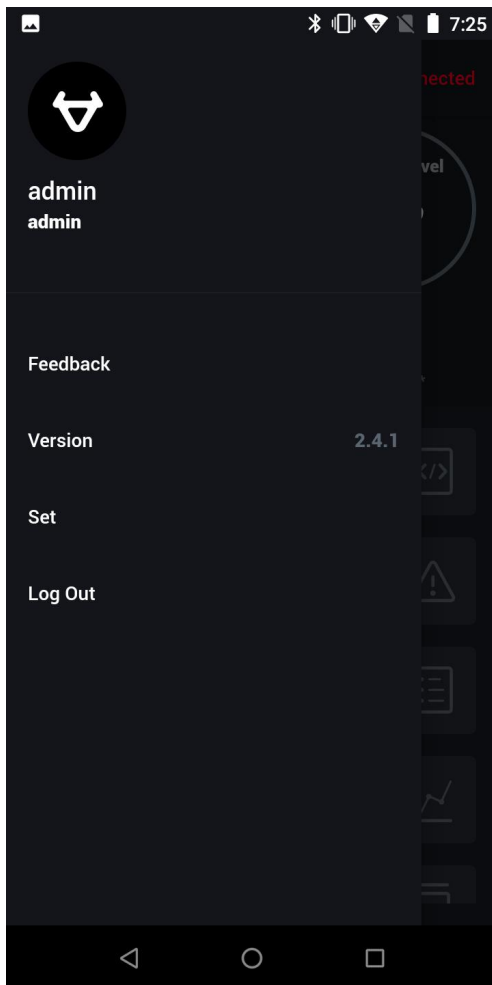 7:25
nected
vel
admin
admin
Feedback
Version 2.4.1
Set
Log Out